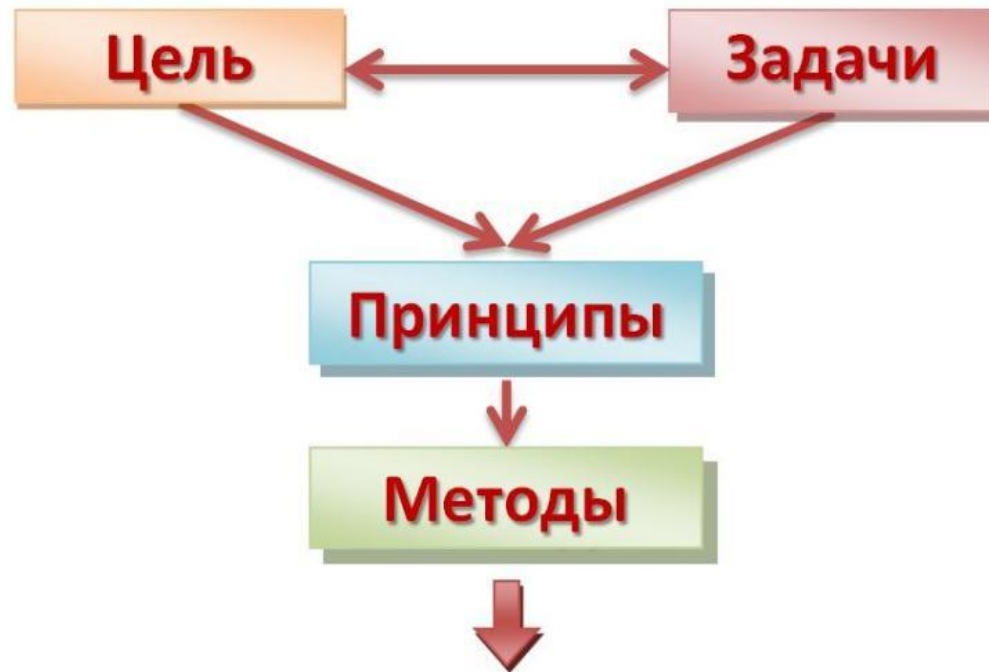 Цель
Задачи
Принципы
Методы